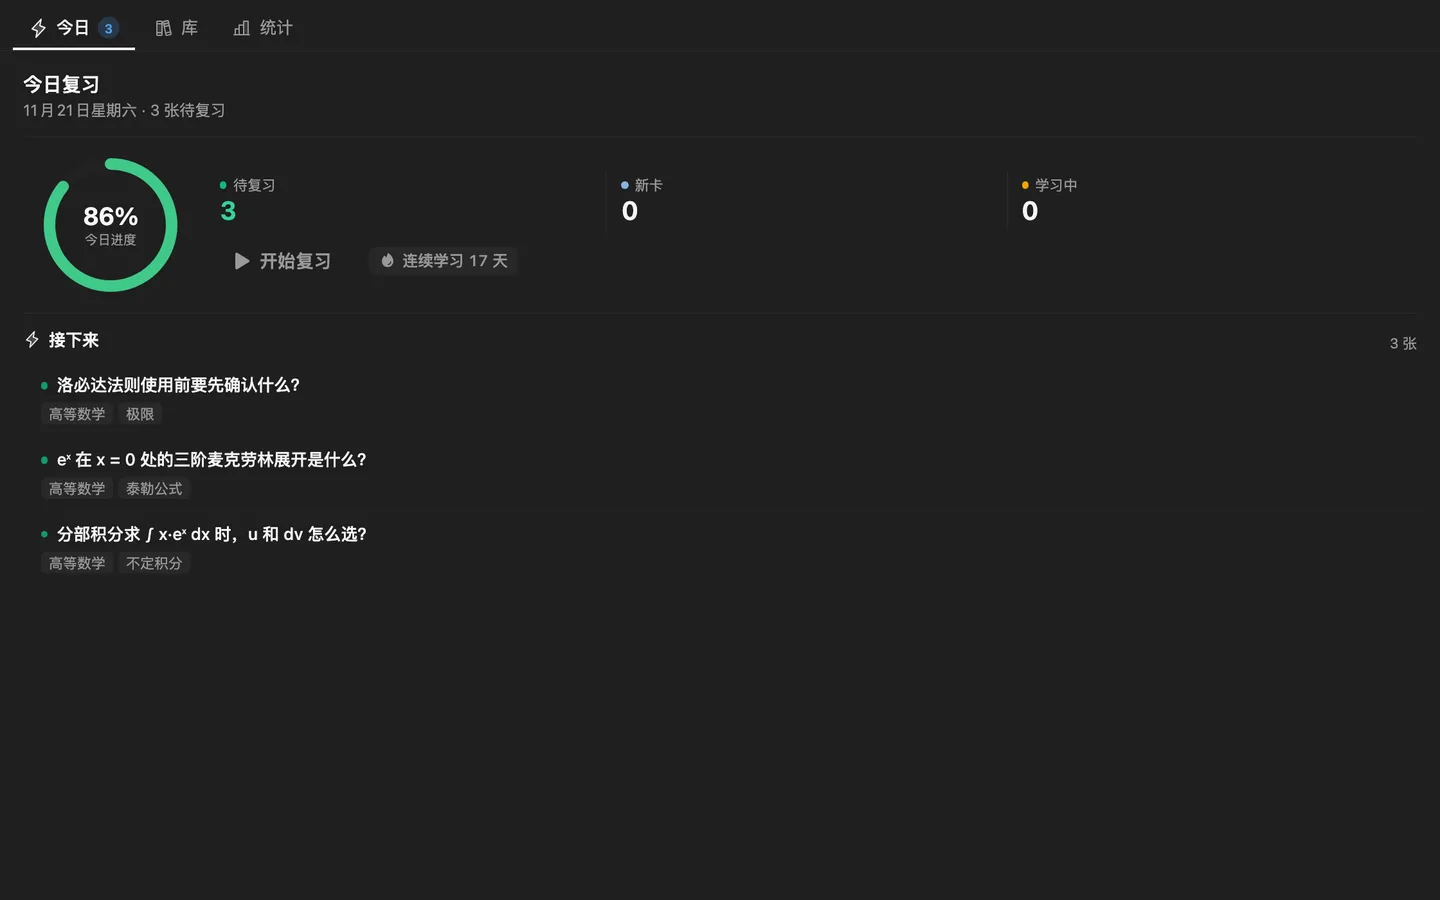 今日 3 库 统计
今日复习
11月21日星期六 · 3 张待复习
86%
今日进度
待复习
3
新卡
0
学习中
0
开始复习 连续学习 17 天
接下来 3 张
洛必达法则使用前要先确认什么？
高等数学 极限
eˣ 在 x = 0 处的三阶麦克劳林展开是什么？
高等数学 泰勒公式
分部积分求 ∫ x·eˣ dx 时，u 和 dv 怎么选？
高等数学 不定积分